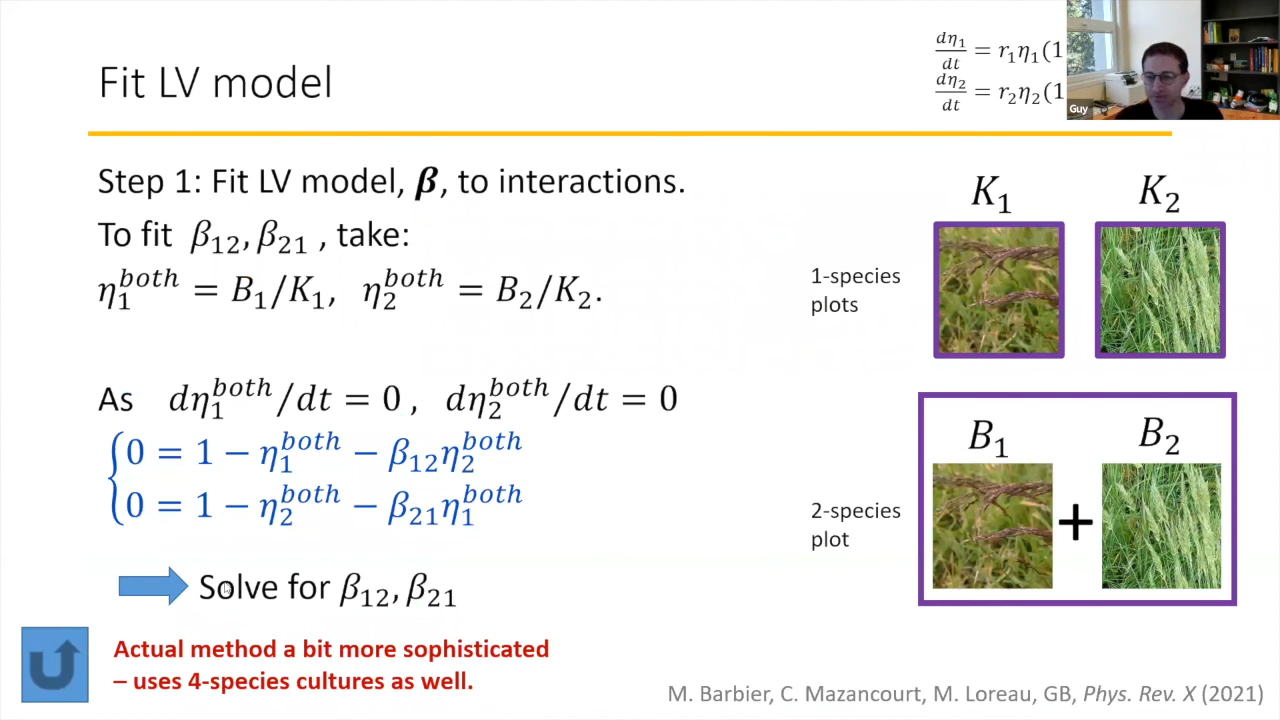 Fit LV model
dη₁/dt = r₁η₁(1
dη₂/dt = r₂η₂(1
Guy
Step 1: Fit LV model, β, to interactions.
To fit β₁₂, β₂₁ , take:
η₁^both = B₁/K₁, η₂^both = B₂/K₂.
As dη₁^both/dt = 0 , dη₂^both/dt = 0
0 = 1 − η₁^both − β₁₂η₂^both
0 = 1 − η₂^both − β₂₁η₁^both
Solve for β₁₂, β₂₁
Actual method a bit more sophisticated
– uses 4-species cultures as well.
K₁ K₂
1-species
plots
B₁ B₂
2-species
plot
+
M. Barbier, C. Mazancourt, M. Loreau, GB, Phys. Rev. X (2021)